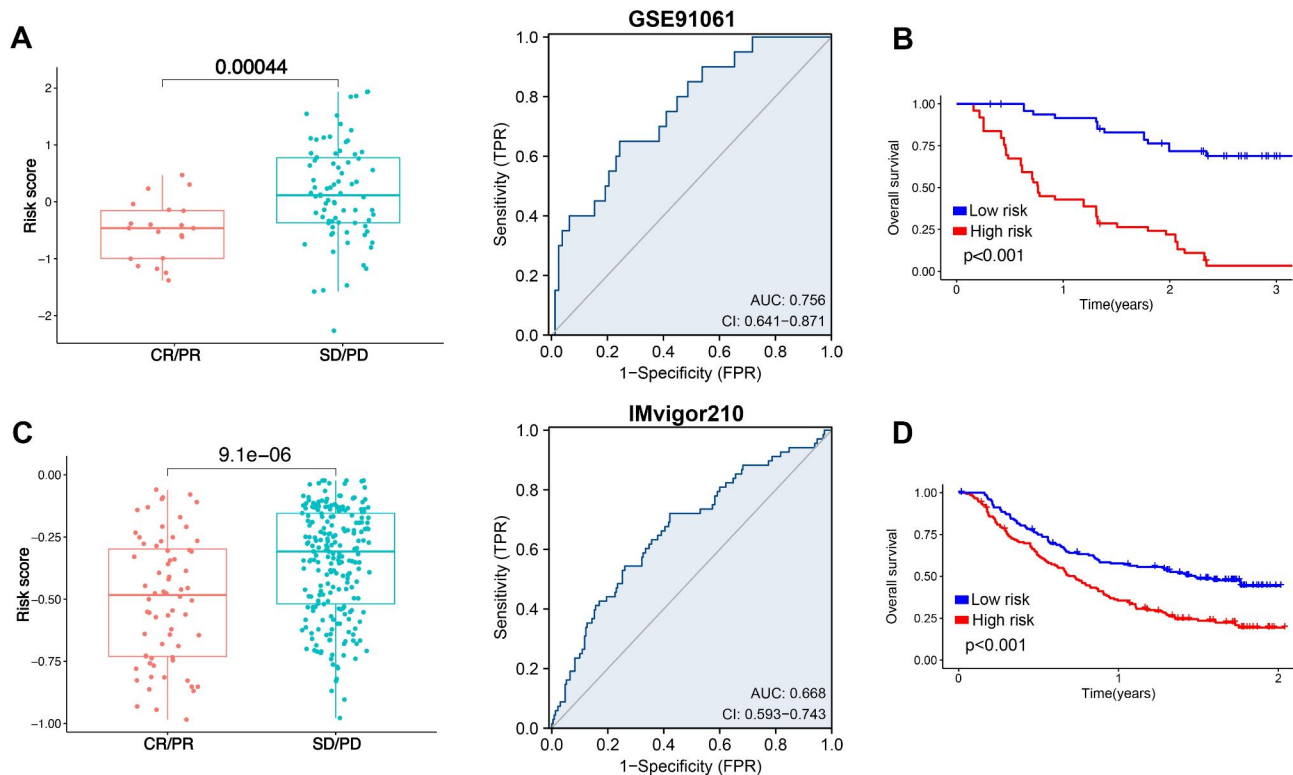 A
0.00044
Risk score
2
1
0
−1
−2
CR/PR
SD/PD
GSE91061
Sensitivity (TPR)
1.0
0.8
0.6
0.4
0.2
0.0
AUC: 0.756
CI: 0.641−0.871
0.0 0.2 0.4 0.6 0.8 1.0
1−Specificity (FPR)
B
Overall survival
1.00
0.75
0.50
0.25
0.00
Low risk
High risk
p<0.001
0 1 2 3
Time(years)
C
9.1e−06
Risk score
0.00
−0.25
−0.50
−0.75
−1.00
CR/PR
SD/PD
IMvigor210
Sensitivity (TPR)
1.0
0.8
0.6
0.4
0.2
0.0
AUC: 0.668
CI: 0.593−0.743
0.0 0.2 0.4 0.6 0.8 1.0
1−Specificity (FPR)
D
Overall survival
1.00
0.75
0.50
0.25
0.00
Low risk
High risk
p<0.001
0 1 2
Time(years)